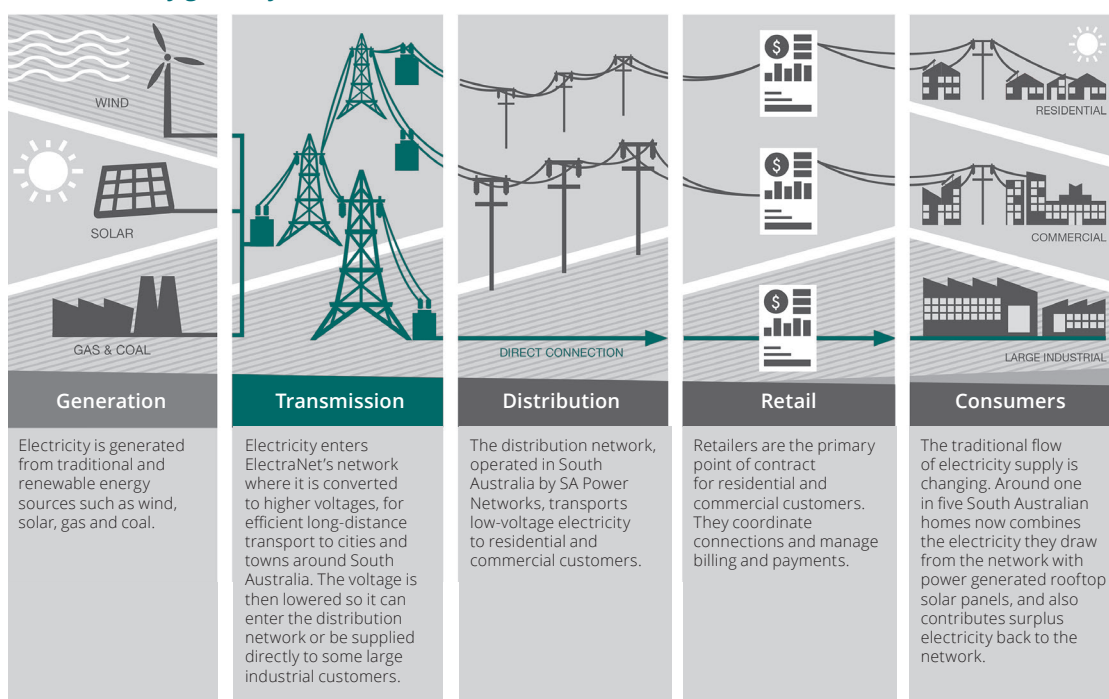 WIND
SOLAR
GAS & COAL
DIRECT CONNECTION
$
$
$
RESIDENTIAL
COMMERCIAL
LARGE INDUSTRIAL
Generation
Electricity is generated
from traditional and
renewable energy
sources such as wind,
solar, gas and coal.
Transmission
Electricity enters
ElectraNet's network
where it is converted
to higher voltages, for
efficient long-distance
transport to cities and
towns around South
Australia. The voltage is
then lowered so it can
enter the distribution
network or be supplied
directly to some large
industrial customers.
Distribution
The distribution network,
operated in South
Australia by SA Power
Networks, transports
low-voltage electricity
to residential and
commercial customers.
Retail
Retailers are the primary
point of contract
for residential and
commercial customers.
They coordinate
connections and manage
billing and payments.
Consumers
The traditional flow
of electricity supply is
changing. Around one
in five South Australian
homes now combines
the electricity they draw
from the network with
power generated rooftop
solar panels, and also
contributes surplus
electricity back to the
network.